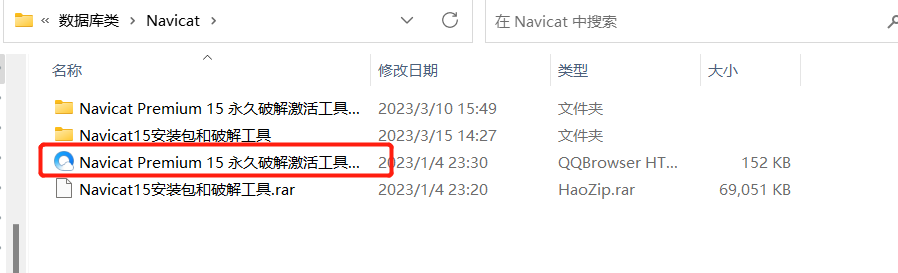 « 数据库类 › Navicat ›
在 Navicat 中搜索
名称 修改日期 类型 大小
Navicat Premium 15 永久破解激活工具... 2023/3/10 15:49 文件夹
Navicat15安装包和破解工具 2023/3/15 14:27 文件夹
Navicat Premium 15 永久破解激活工具... 2023/1/4 23:30 QQBrowser HT... 152 KB
Navicat15安装包和破解工具.rar 2023/1/4 23:20 HaoZip.rar 69,051 KB